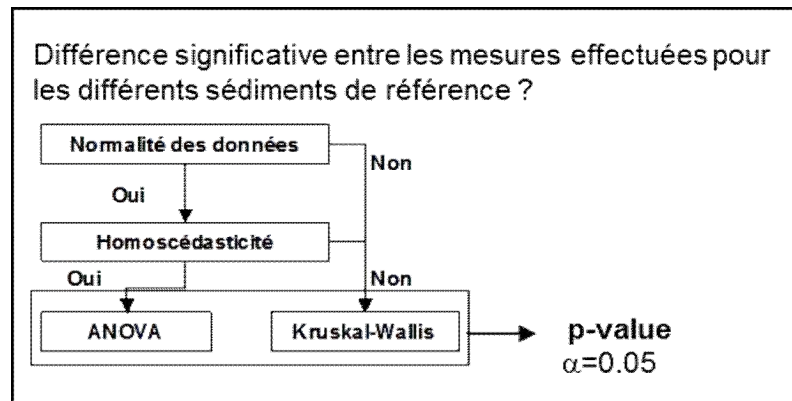 Différence significative entre les mesures effectuées pour
les différents sédiments de référence ?
Normalité des données
Non
Oui
Homoscédasticité
Oui
Non
ANOVA
Kruskal-Wallis
p-value
α=0.05